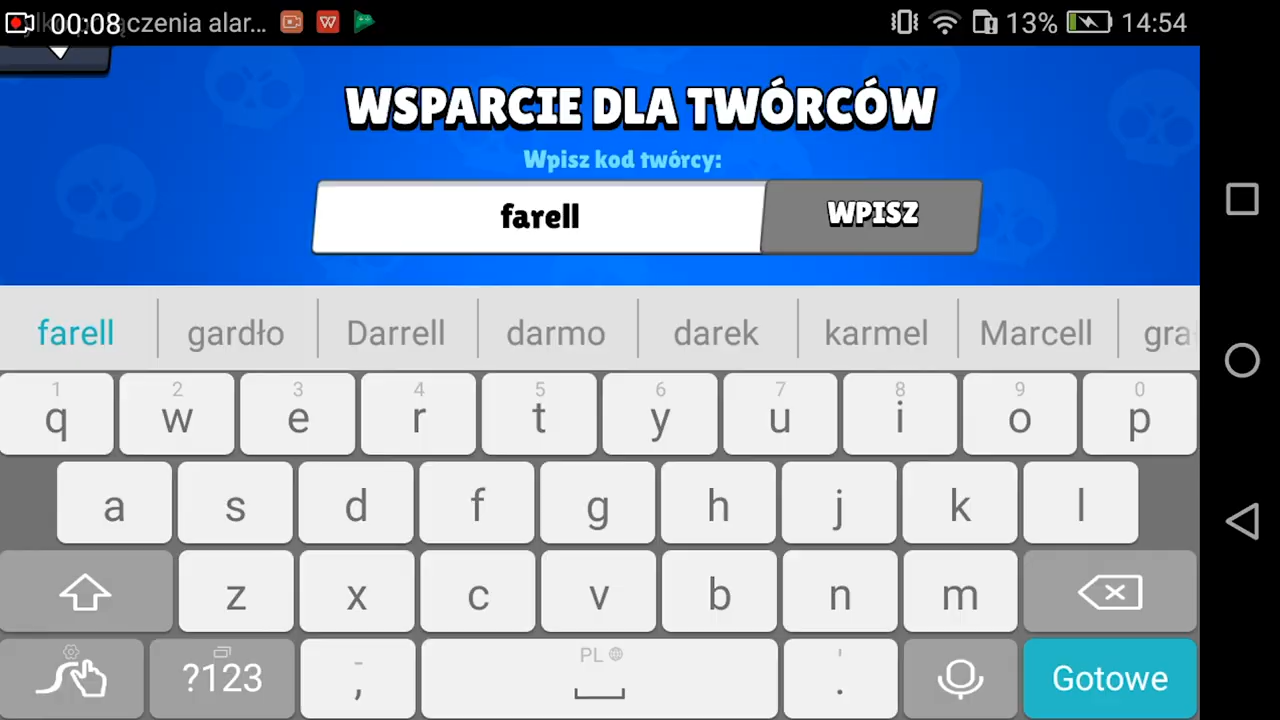 00:08
czenia alar...
13% 14:54
WSPARCIE DLA TWÓRCÓW
Wpisz kod twórcy:
farell WPISZ
farell gardło Darrell darmo darek karmel Marcell gra
1 2 3 4 5 6 7 8 9 0
q w e r t y u i o p
a s d f g h j k l
z x c v b n m
?123 , - PL . ' Gotowe